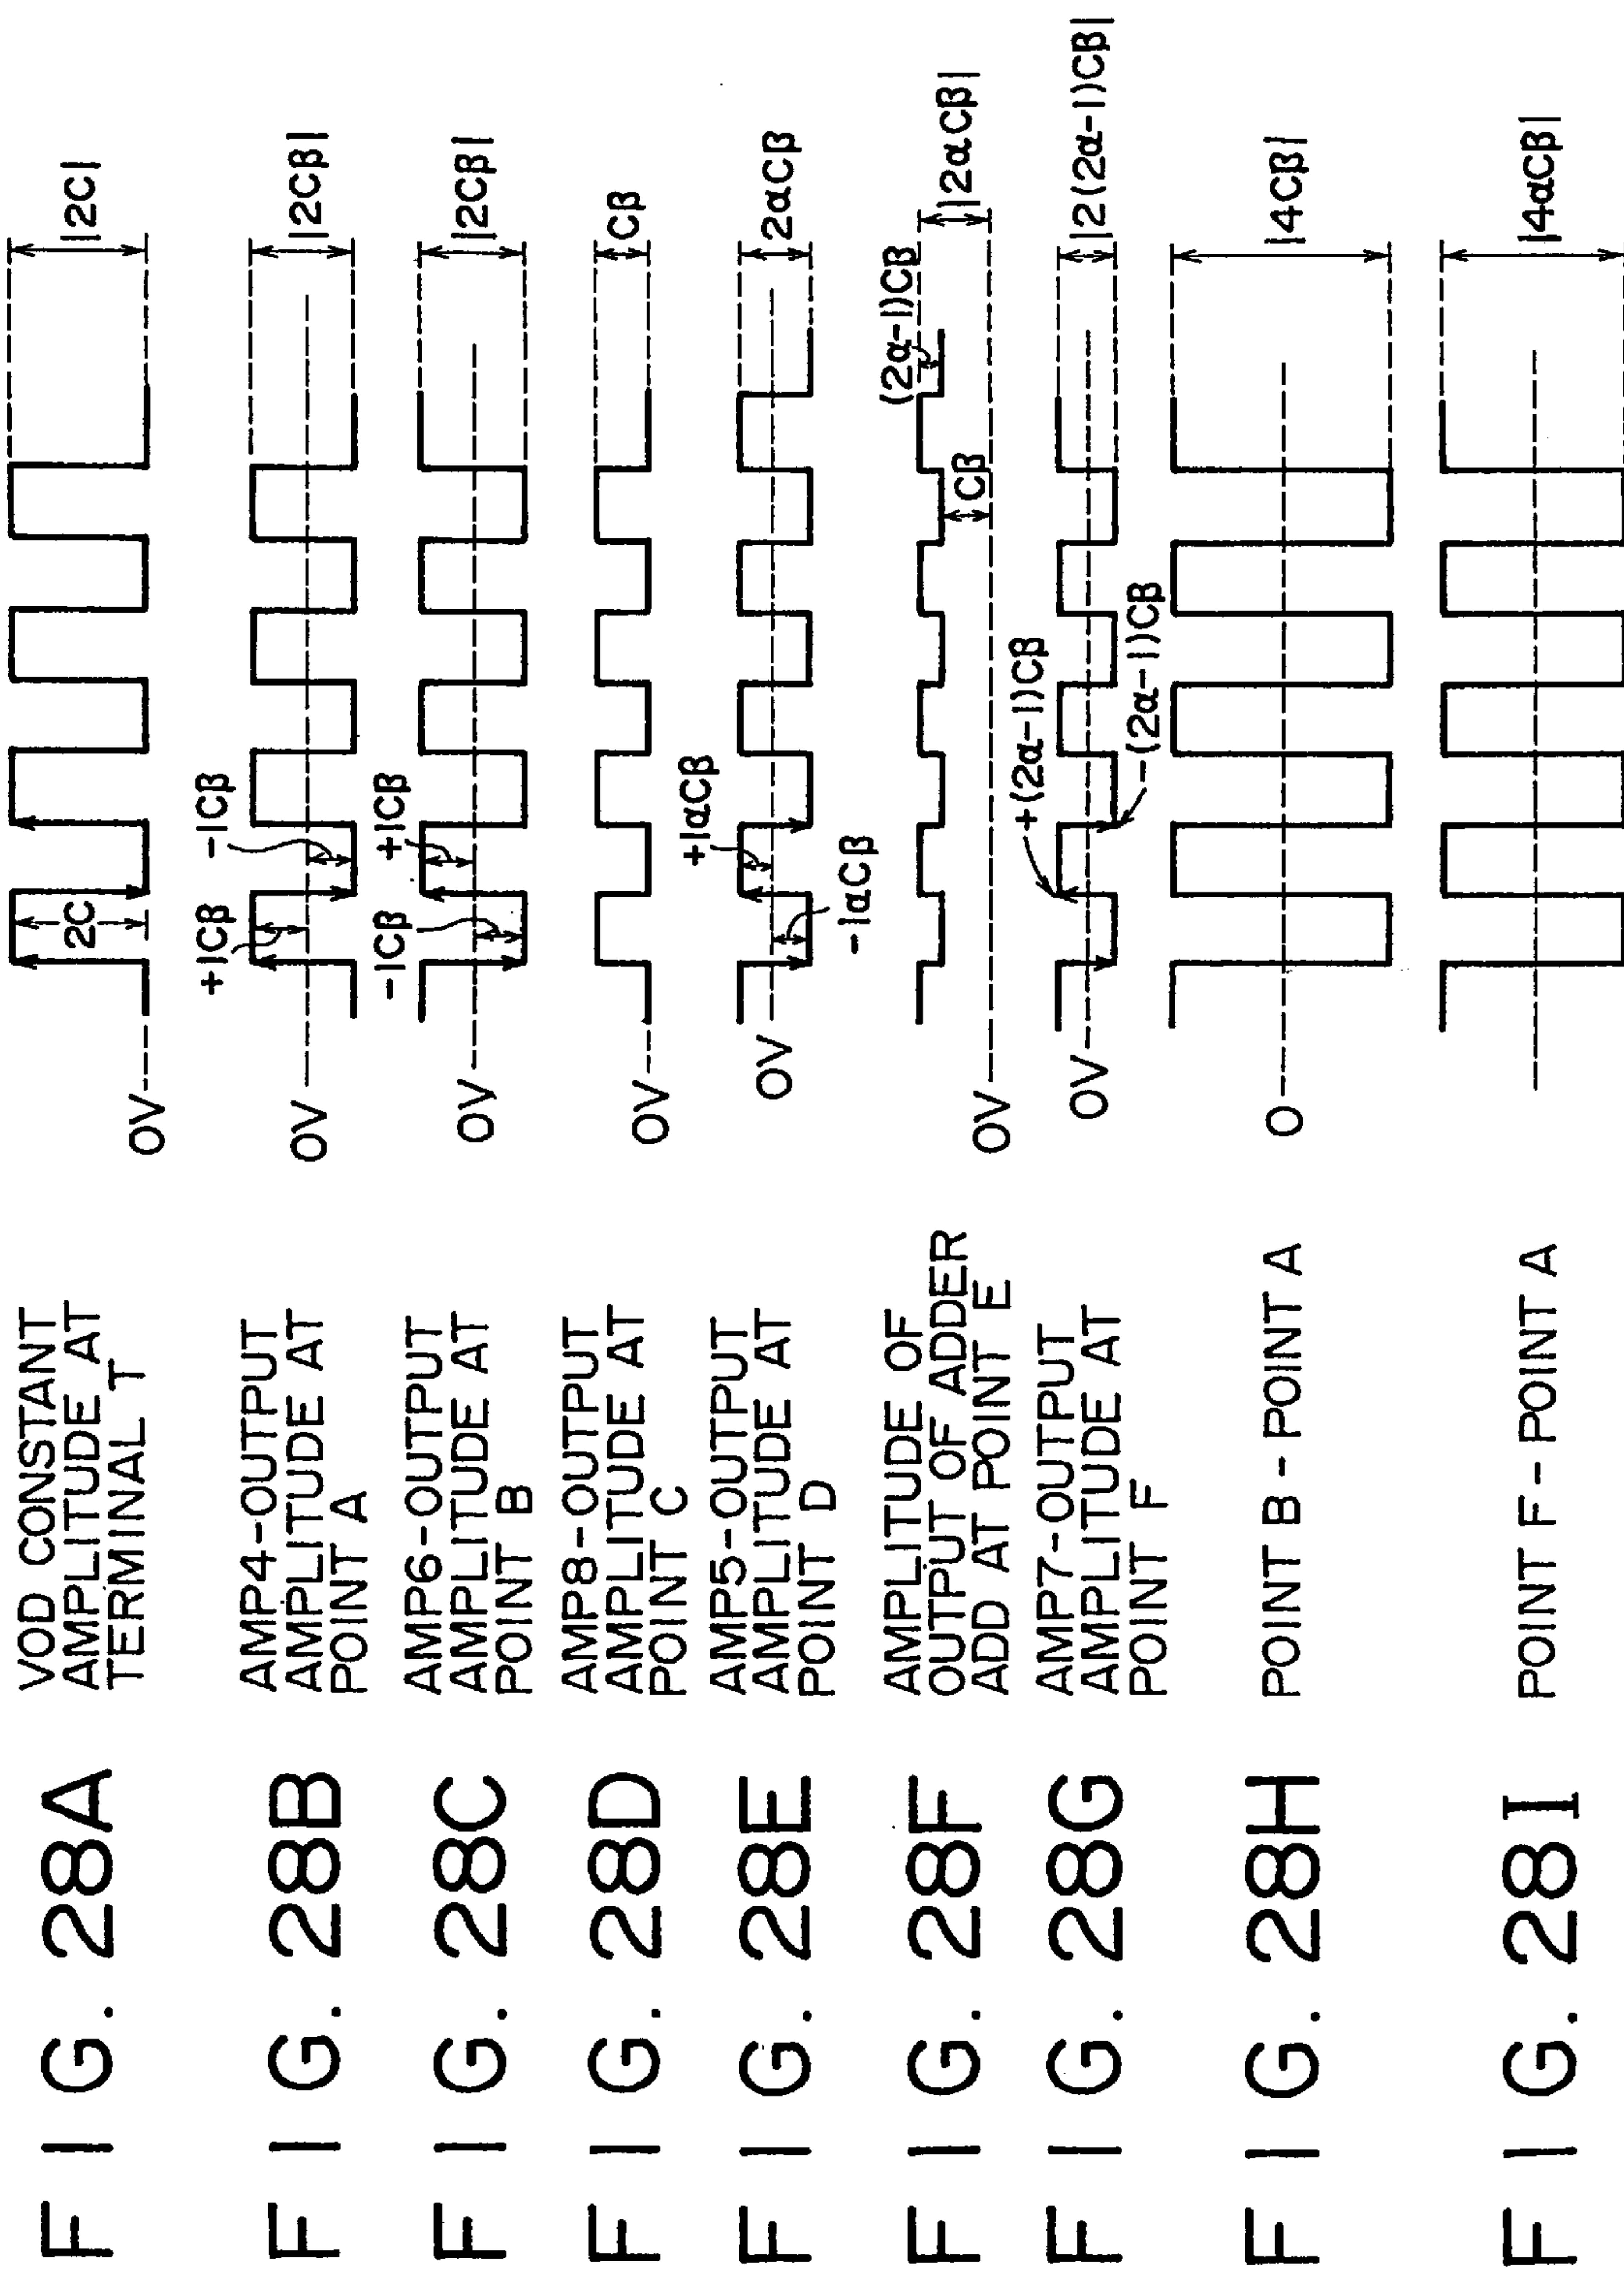 FIG. 28A
VOD CONSTANT
AMPLITUDE AT
TERMINAL T
0V
2C
|2C|
FIG. 28B
AMP4-OUTPUT
AMPLITUDE AT
POINT A
0V
+|Cβ
-|Cβ
|2Cβ|
FIG. 28C
AMP6-OUTPUT
AMPLITUDE AT
POINT B
0V
-|Cβ
+|Cβ
|2Cβ|
FIG. 28D
AMP8-OUTPUT
AMPLITUDE AT
POINT C
0V
Cβ
FIG. 28E
AMP5-OUTPUT
AMPLITUDE AT
POINT D
0V
+|αCβ
-|αCβ
2αCβ
FIG. 28F
AMPLITUDE OF
OUTPUT OF ADDER
ADD AT POINT E
0V
Cβ
(2α-1)Cβ
|2αCβ|
FIG. 28G
AMP7-OUTPUT
AMPLITUDE AT
POINT F
0V
+(2α-1)Cβ
-(2α-1)Cβ
|2(2α-1)Cβ|
FIG. 28H
POINT B - POINT A
0
|4Cβ|
FIG. 28I
POINT F - POINT A
|4αCβ|